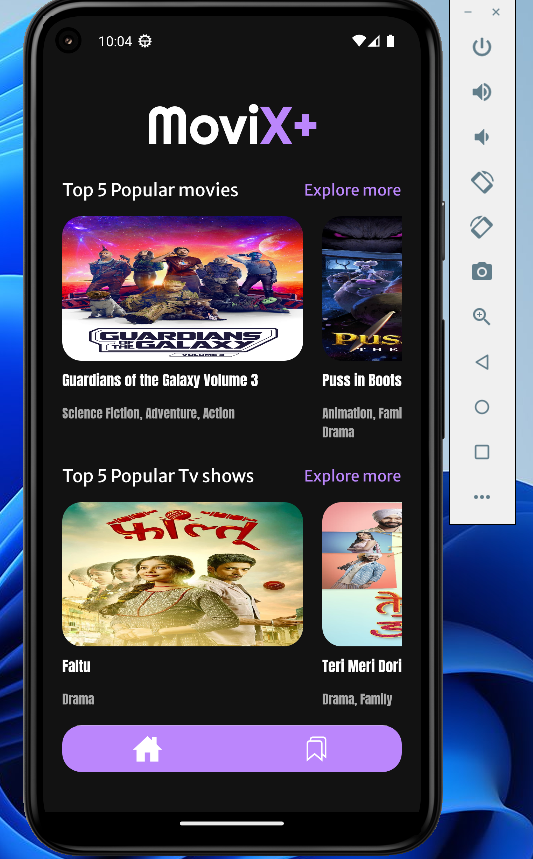 10:04
MoviX+
Top 5 Popular movies Explore more
GUARDIANS
OF THE GALAXY
VOLUME 3
Guardians of the Galaxy Volume 3 Puss in Boots
Science Fiction, Adventure, Action Animation, Fami
Drama
Top 5 Popular Tv shows Explore more
फ़ालतू
Faltu Teri Meri Dori
Drama Drama, Family